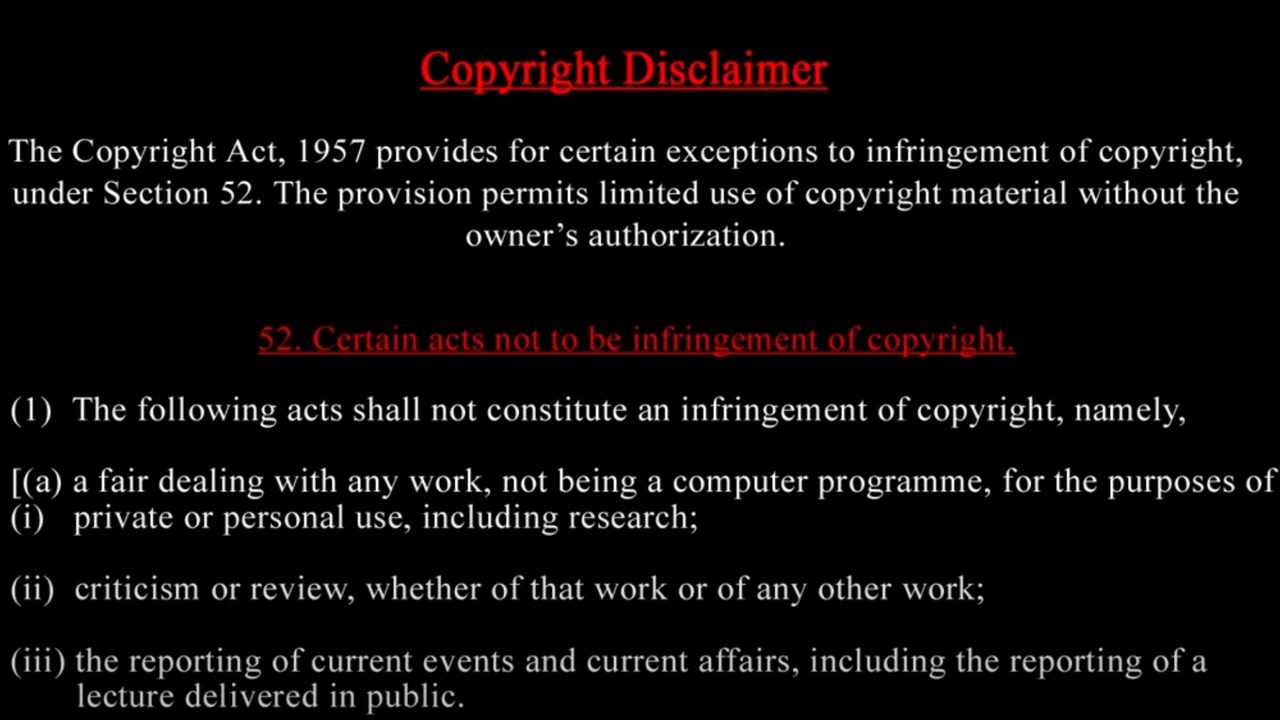 Copyright Disclaimer
The Copyright Act, 1957 provides for certain exceptions to infringement of copyright,
under Section 52. The provision permits limited use of copyright material without the
owner’s authorization.
52. Certain acts not to be infringement of copyright.
(1) The following acts shall not constitute an infringement of copyright, namely,
[(a) a fair dealing with any work, not being a computer programme, for the purposes of
(i) private or personal use, including research;
(ii) criticism or review, whether of that work or of any other work;
(iii) the reporting of current events and current affairs, including the reporting of a
lecture delivered in public.